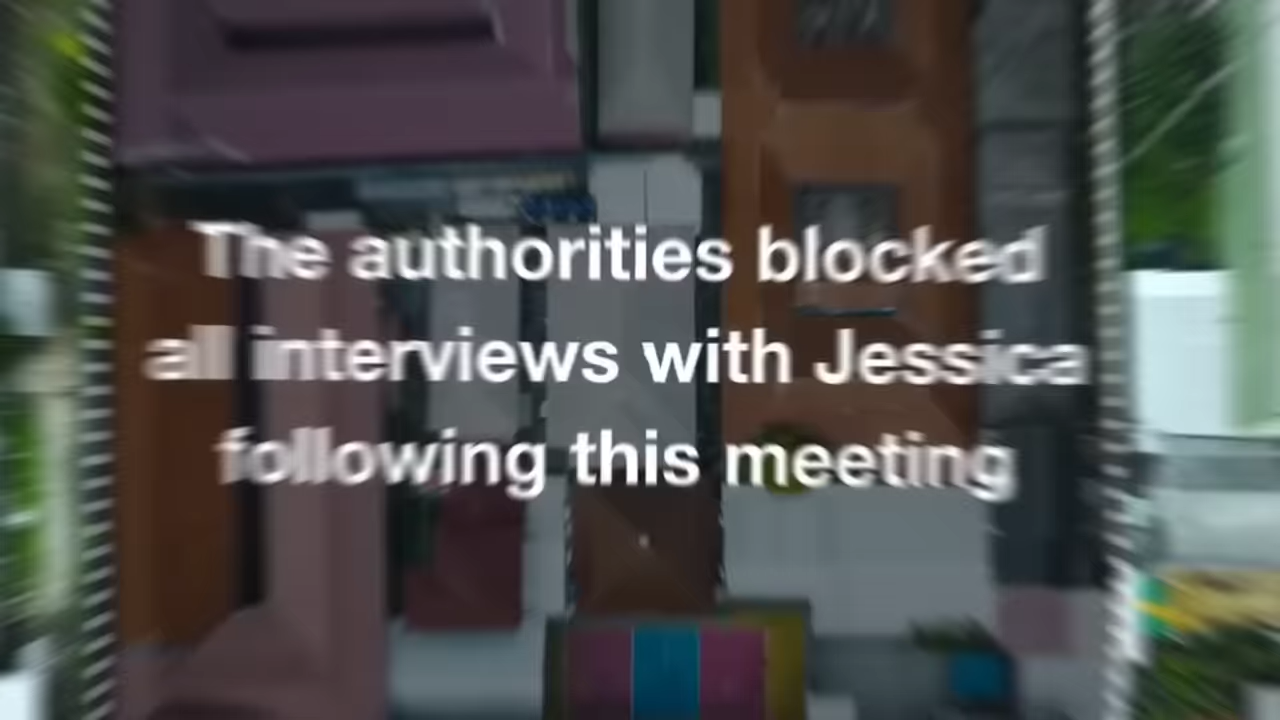 The authorities blocked
all interviews with Jessica
following this meeting